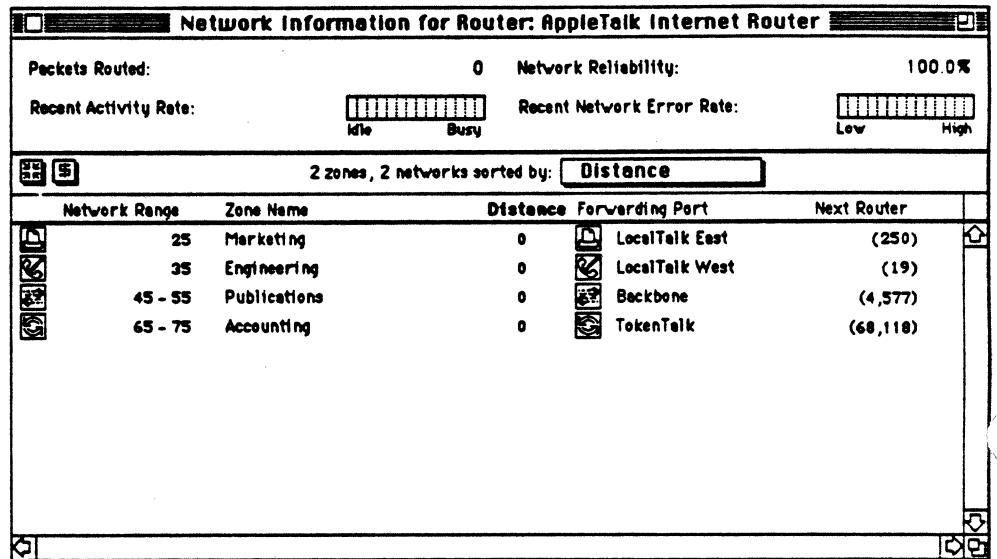 Network Information for Router: AppleTalk Internet Router
Packets Routed: 0 Network Reliability: 100.0%
Recent Activity Rate: Recent Network Error Rate:
Idle Busy Low High
2 zones, 2 networks sorted by: Distance
Network Range Zone Name Distance Forwarding Port Next Router
25 Marketing 0 LocalTalk East (250)
35 Engineering 0 LocalTalk West (19)
45 - 55 Publications 0 Backbone (4,577)
65 - 75 Accounting 0 TokenTalk (68,118)